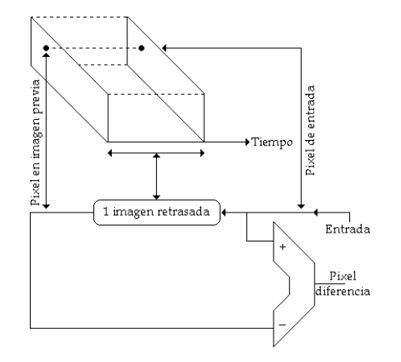 Pixel en imagen previa
Pixel de entrada
Tiempo
1 imagen retrasada
Entrada
+
Pixel
diferencia
−